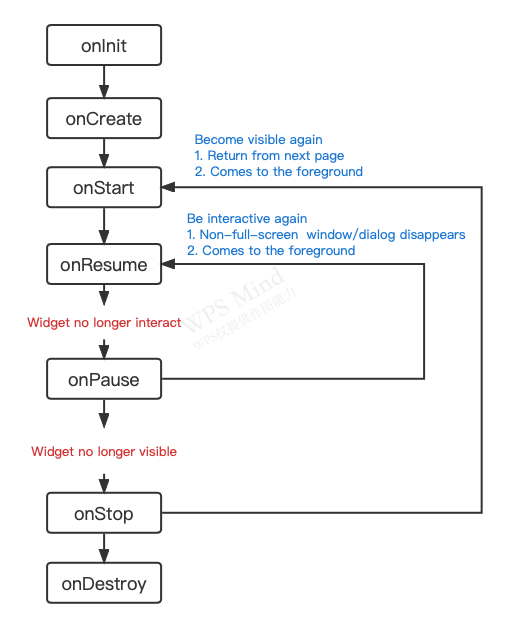 onInit
onCreate
Become visible again
1. Return from next page
2. Comes to the foreground
onStart
Be interactive again
1. Non-full-screen window/dialog disappears
2. Comes to the foreground
onResume
WPS Mind
WPS仅提供作图能力
Widget no longer interact
onPause
Widget no longer visible
onStop
onDestroy